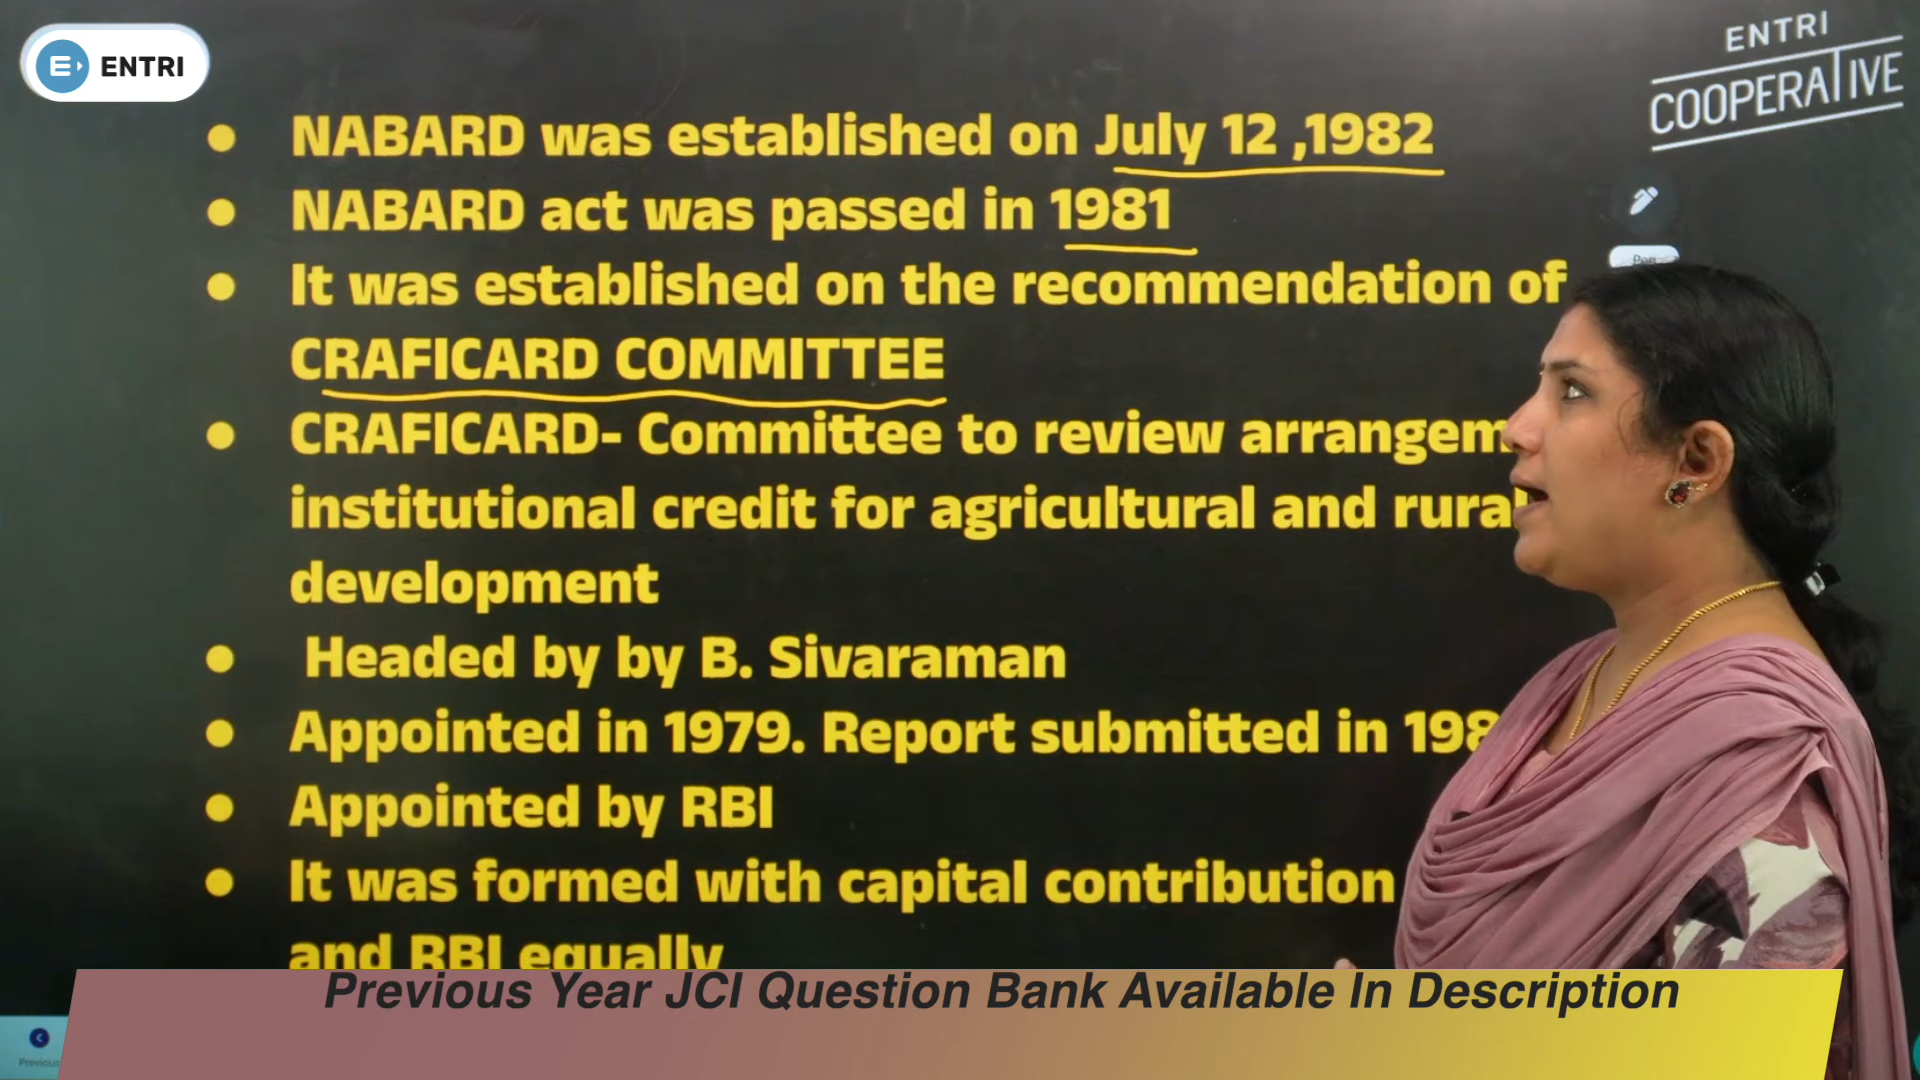 ENTRI
ENTRI
COOPERATIVE
NABARD was established on July 12 ,1982
NABARD act was passed in 1981
Pen
It was established on the recommendation of
CRAFICARD COMMITTEE
CRAFICARD- Committee to review
institutional credit for agricultural and
development
Headed by by B. Sivaraman
Appointed in 1979. Report submitted in
Appointed by RBI
It was formed with capital contribution
and RBI equally
Previous Year JCI Question Bank Available In Description
Previous